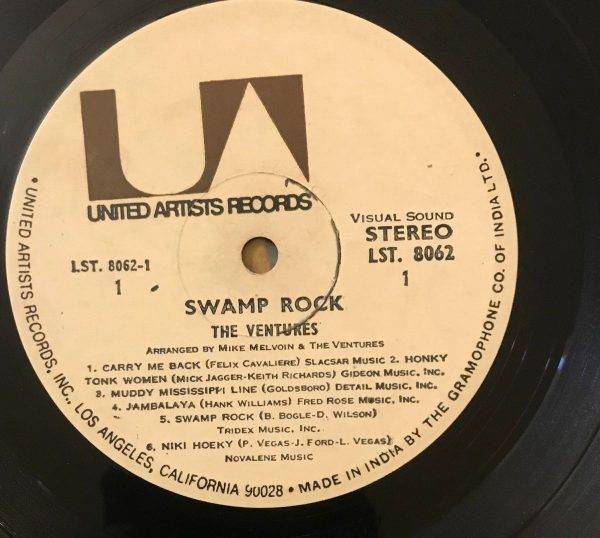 UA
UNITED ARTISTS RECORDS
VISUAL SOUND
STEREO
LST. 8062
1
LST. 8062-1
1
SWAMP ROCK
THE VENTURES
ARRANGED BY MIKE MELVOIN & THE VENTURES
1. CARRY ME BACK (FELIX CAVALIERE) SLACSAR MUSIC 2. HONKY
TONK WOMEN (MICK JAGGER-KEITH RICHARDS) GIDEON MUSIC, INC.
3. MUDDY MISSISSIPPI LINE (GOLDSBORO) DETAIL MUSIC, INC.
4. JAMBALAYA (HANK WILLIAMS) FRED ROSE MUSIC, INC.
5. SWAMP ROCK (B. BOGLE-D. WILSON)
TRIDEX MUSIC, INC.
6. NIKI HOEKY (P. VEGAS-J. FORD-L. VEGAS)
NOVALENE MUSIC
• UNITED ARTISTS RECORDS, INC., LOS ANGELES, CALIFORNIA 90028 • MADE IN INDIA BY THE GRAMOPHONE CO. OF INDIA LTD. •